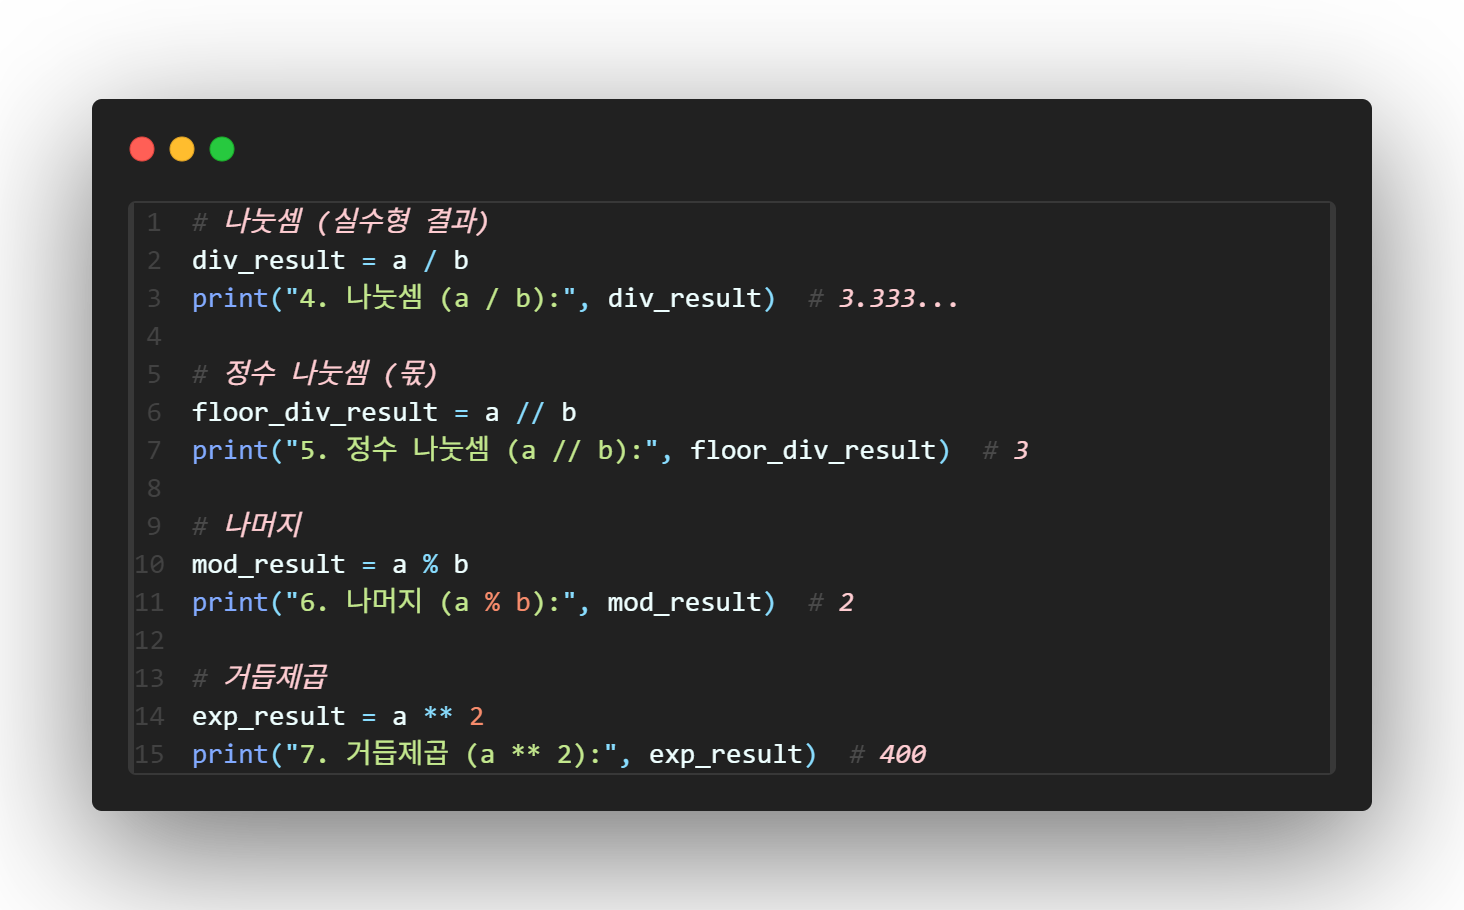 1 # 나눗셈 (실수형 결과)
2 div_result = a / b
3 print("4. 나눗셈 (a / b):", div_result)  # 3.333...
4
5 # 정수 나눗셈 (몫)
6 floor_div_result = a // b
7 print("5. 정수 나눗셈 (a // b):", floor_div_result)  # 3
8
9 # 나머지
10 mod_result = a % b
11 print("6. 나머지 (a % b):", mod_result)  # 2
12
13 # 거듭제곱
14 exp_result = a ** 2
15 print("7. 거듭제곱 (a ** 2):", exp_result)  # 400